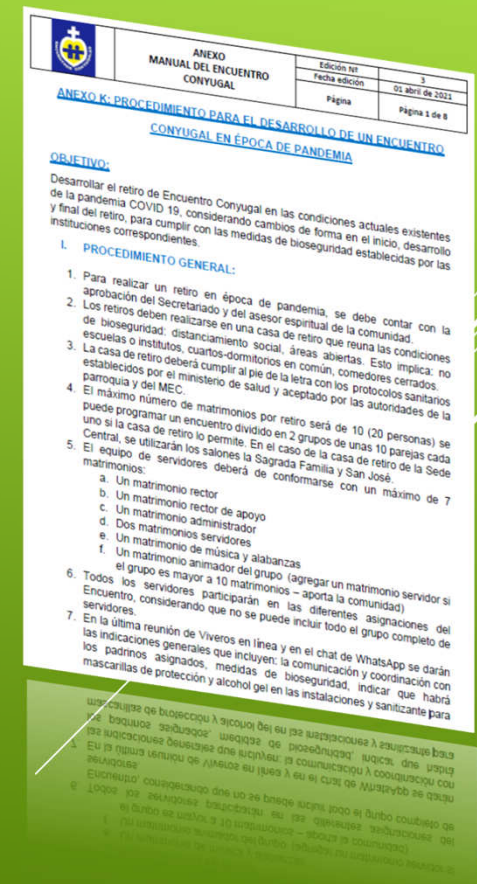 ANEXO
MANUAL DEL ENCUENTRO
CONYUGAL
Edición N#
3
Fecha edición
01 abril de 2021
Página
Página 1 de 8
ANEXO K: PROCEDIMIENTO PARA EL DESARROLLO DE UN ENCUENTRO
CONYUGAL EN ÉPOCA DE PANDEMIA
OBJETIVO:
Desarrollar el retiro de Encuentro Conyugal en las condiciones actuales existentes
de la pandemia COVID 19, considerando cambios de forma en el inicio, desarrollo
y final del retiro, para cumplir con las medidas de bioseguridad establecidas por las
instituciones correspondientes.
I. PROCEDIMIENTO GENERAL:
1. Para realizar un retiro en época de pandemia, se debe contar con la
aprobación del Secretariado y del asesor espiritual de la comunidad.
2. Los retiros deben realizarse en una casa de retiro que reuna las condiciones
de bioseguridad: distanciamiento social, áreas abiertas. Esto implica: no
escuelas o institutos, cuartos-dormitorios en común, comedores cerrados.
3. La casa de retiro deberá cumplir al pie de la letra con los protocolos sanitarios
establecidos por el ministerio de salud y aceptado por las autoridades de la
parroquia y del MEC.
4. El máximo número de matrimonios por retiro será de 10 (20 personas) se
puede programar un encuentro dividido en 2 grupos de unas 10 parejas cada
uno si la casa de retiro lo permite. En el caso de la casa de retiro de la Sede
Central, se utilizarán los salones la Sagrada Familia y San José.
5. El equipo de servidores deberá de conformarse con un máximo de 7
matrimonios:
a. Un matrimonio rector
b. Un matrimonio rector de apoyo
c. Un matrimonio administrador
d. Dos matrimonios servidores
e. Un matrimonio de música y alabanzas
f. Un matrimonio animador del grupo (agregar un matrimonio servidor si
el grupo es mayor a 10 matrimonios – aporta la comunidad)
6. Todos los servidores participarán en las diferentes asignaciones del
Encuentro, considerando que no se puede incluir todo el grupo completo de
servidores.
7. En la última reunión de Viveros en línea y en el chat de WhatsApp se darán
las indicaciones generales que incluyen: la comunicación y coordinación con
los padrinos asignados, medidas de bioseguridad, indicar que habrá
mascarillas de protección y alcohol gel en las instalaciones y sanitizante para